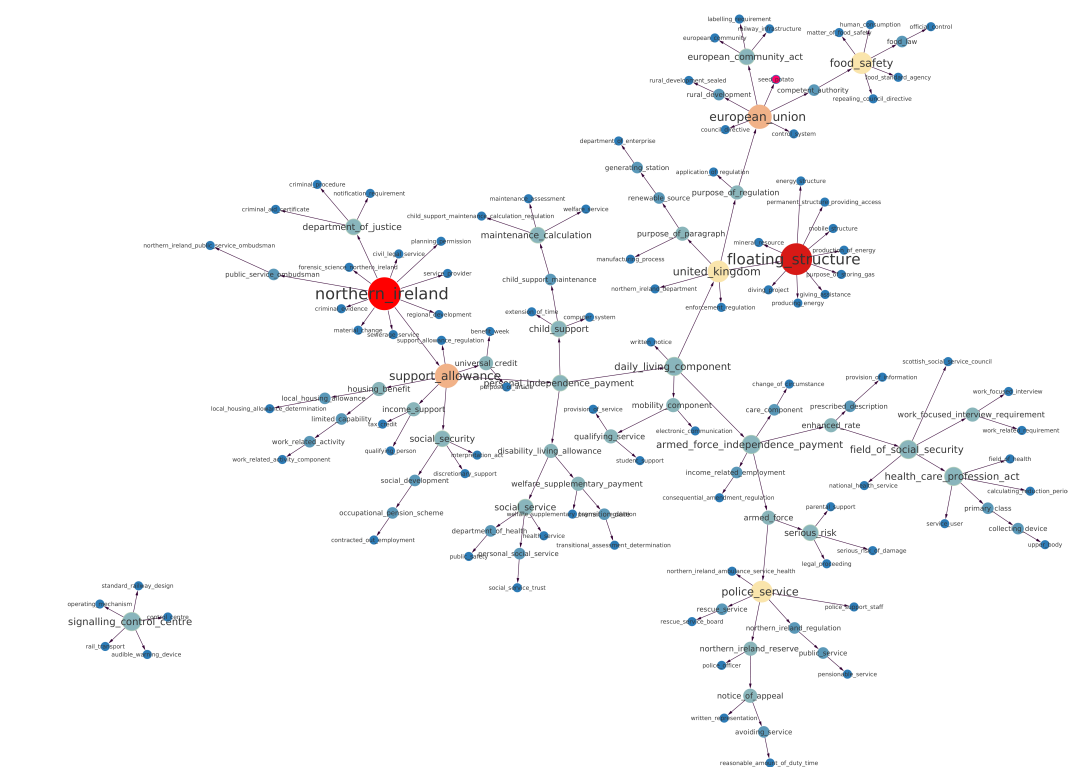 labelling_requirement
railway_infrastructure
european_community
european_community_act
human_consumption
official_control
matter_of_food_safety
food_law
food_safety
food_standard_agency
repealing_council_directive
rural_development_sealed
seed_potato
rural_development
competent_authority
european_union
council_directive
control_system
department_of_enterprise
generating_station
application_of_regulation
energy_structure
purpose_of_regulation
renewable_source
permanent_structure_providing_access
criminal_procedure
notification_requirement
maintenance_assessment
criminal_aid_certificate
child_support_maintenance_calculation_regulation
welfare_service
department_of_justice
maintenance_calculation
purpose_of_paragraph
mobile_structure
northern_ireland_public_service_ombudsman
planning_permission
civil_legal_service
mineral_resource
production_of_energy
manufacturing_process
floating_structure
forensic_science_northern_ireland
public_service_ombudsman
service_provider
child_support_maintenance
united_kingdom
northern_ireland_department
diving_project
giving_assistance
producing_energy
northern_ireland
criminal_evidence
regional_development
enforcement_regulation
extension_of_time
computer_system
material_change
sewerage_service
support_allowance_regulation
benefit_week
child_support
written_notice
universal_credit
daily_living_component
scottish_social_service_council
support_allowance
personal_independence_payment
housing_benefit
change_of_circumstance
provision_of_information
work_focused_interview
local_housing_allowance
local_housing_allowance_determination
income_support
mobility_component
care_component
prescribed_description
limited_capability
tax_credit
provision_of_service
work_focused_interview_requirement
work_related_activity
social_security
qualifying_service
electronic_communication
enhanced_rate
work_related_requirement
qualifying_person
interpretation_act
disability_living_allowance
armed_force_independence_payment
field_of_social_security
work_related_activity_component
discretionary_support
student_support
field_of_health
social_development
income_related_employment
health_care_profession_act
welfare_supplementary_payment
national_health_service
calculating_reduction_perio
consequential_amendment_regulation
social_service
parental_support
primary_class
occupational_pension_scheme
armed_force
service_user
department_of_health
health_service
serious_risk
collecting_device
contracted_out_employment
transitional_assessment_determination
serious_risk_of_damage
upper_body
public_safety
personal_social_service
legal_proceeding
northern_ireland_ambulance_service_health
social_service_trust
police_service
standard_railway_design
operating_mechanism
rescue_service
police_support_staff
control_centre
signalling_control_centre
rescue_service_board
northern_ireland_regulation
rail_transport
audible_warning_device
northern_ireland_reserve
public_service
police_officer
pensionable_service
notice_of_appeal
written_representation
avoiding_service
reasonable_amount_of_duty_time